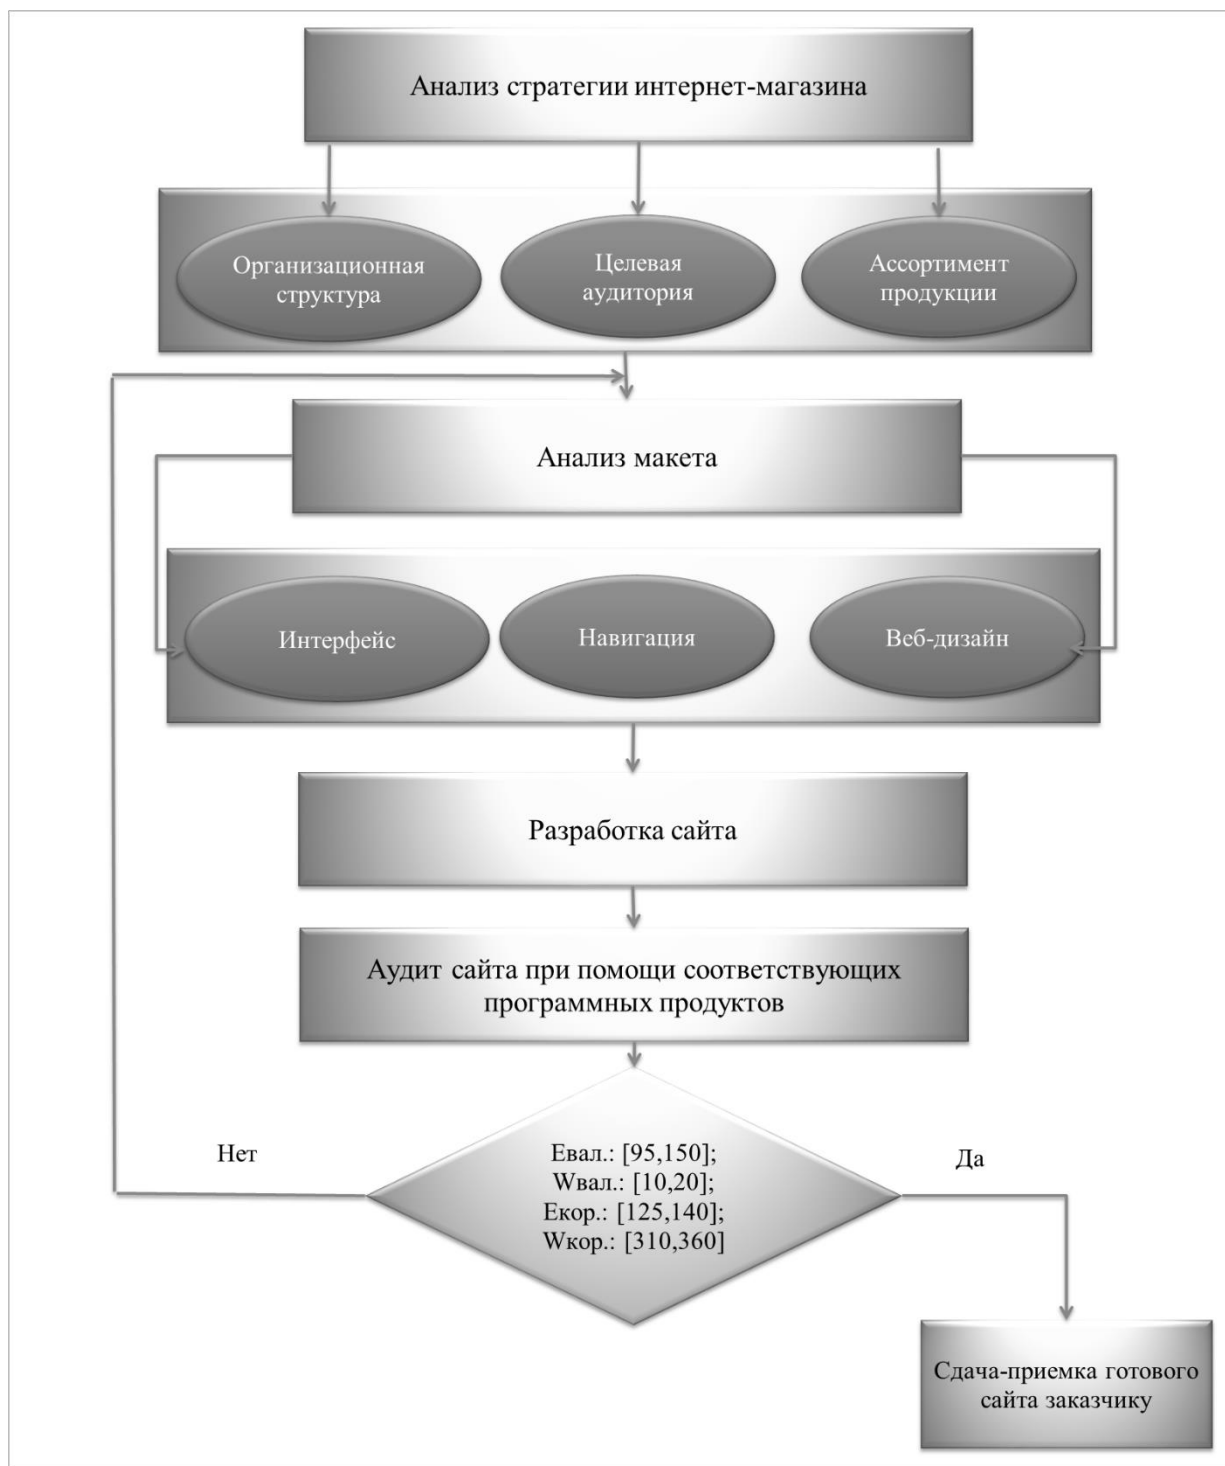 Анализ стратегии интернет-магазина
Организационная
структура
Целевая
аудитория
Ассортимент
продукции
Анализ макета
Интерфейс
Навигация
Веб-дизайн
Разработка сайта
Аудит сайта при помощи соответствующих
программных продуктов
Нет
Eвал.: [95,150];
Wвал.: [10,20];
Eкор.: [125,140];
Wкор.: [310,360]
Да
Сдача-приемка готового
сайта заказчику